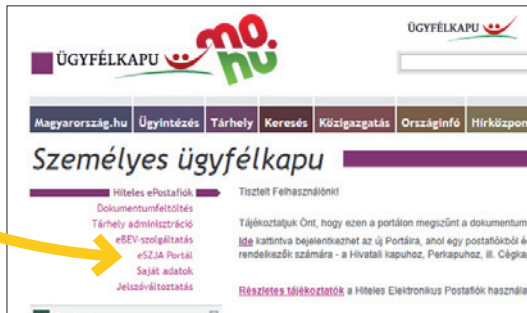 ÜGYFÉLKAPU
mo.
hu
ÜGYFÉLKAPU
Magyarország.hu Ügyintézés Tárhely Keresés Közigazgatás Országinfó Hírközpon
Személyes ügyfélkapu
Hiteles ePostafiók
Dokumentumfeltöltés
Tárhely adminisztráció
eBEV-szolgáltatás
eSZJA Portál
Saját adatok
Jelszóváltoztatás
Tisztelt Felhasználónk!
Tájékoztatjuk Önt, hogy ezen a portálon megszűnt a dokumentum
Ide kattintva bejelentkezhet az új Portálra, ahol egy postafiókból é
rendelkezők számára - a Hivatali kapuhoz, Perkapuhoz, ill. Cégka
Részletes tájékoztatók a Hiteles Elektronikus Postafiók használa